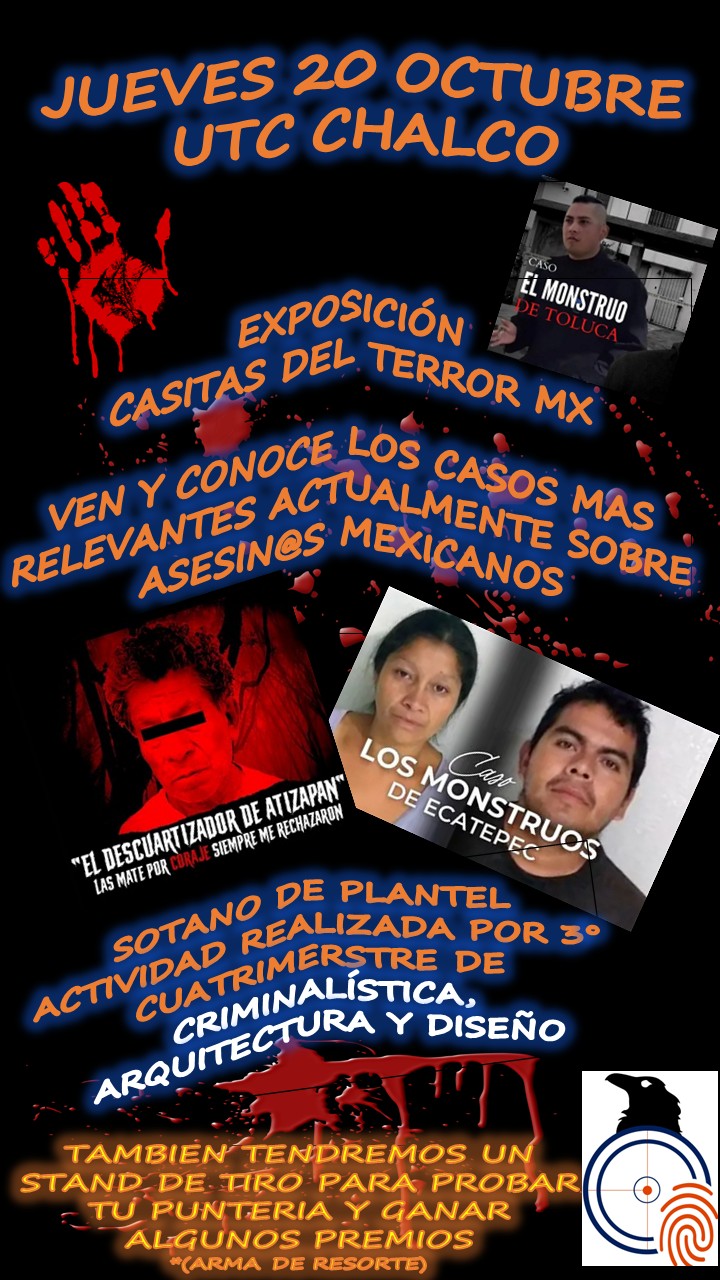 JUEVES 20 OCTUBRE
UTC CHALCO
CASO
EL MONSTRUO
DE TOLUCA
EXPOSICIÓN
CASITAS DEL TERROR MX
VEN Y CONOCE LOS CASOS MAS
RELEVANTES ACTUALMENTE SOBRE
ASESIN@S MEXICANOS
"EL DESCUARTIZADOR DE ATIZAPAN"
LAS MATE POR CORAJE SIEMPRE ME RECHAZARON
Caso
LOS MONSTRUOS
DE ECATEPEC
SOTANO DE PLANTEL
ACTIVIDAD REALIZADA POR 3°
CUATRIMERSTRE DE
CRIMINALÍSTICA,
ARQUITECTURA Y DISEÑO
TAMBIEN TENDREMOS UN
STAND DE TIRO PARA PROBAR
TU PUNTERIA Y GANAR
ALGUNOS PREMIOS
*(ARMA DE RESORTE)